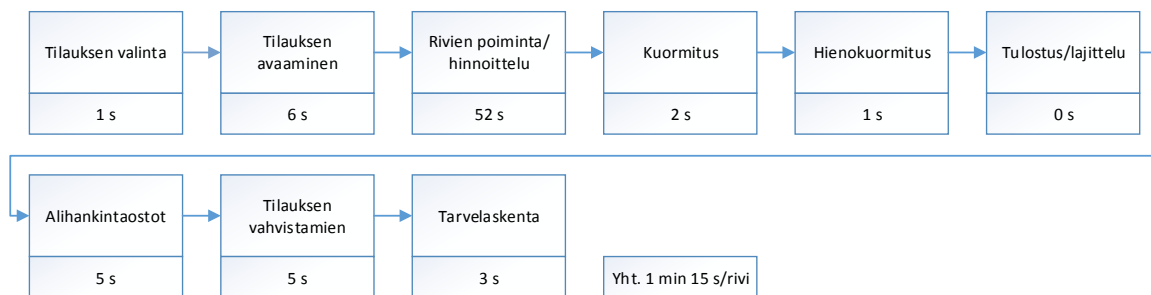 Tilauksen valinta
1 s
Tilauksen
avaaminen
6 s
Rivien poiminta/
hinnoittelu
52 s
Kuormitus
2 s
Hienokuormitus
1 s
Tulostus/lajittelu
0 s
Alihankintaostot
5 s
Tilauksen
vahvistamien
5 s
Tarvelaskenta
3 s
Yht. 1 min 15 s/rivi